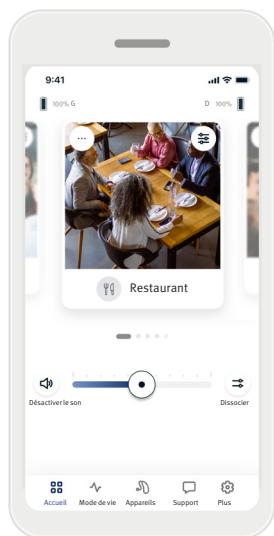 9:41
100% G
D 100%
...
Restaurant
Désactiver le son
Dissocier
Accueil
Mode de vie
Appareils
Support
Plus